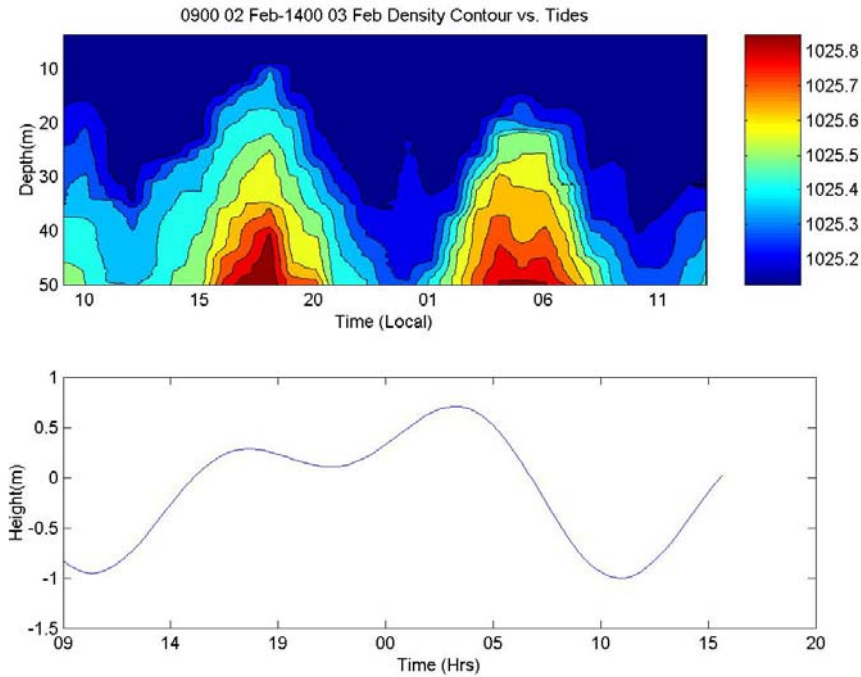 0900 02 Feb-1400 03 Feb Density Contour vs. Tides
Depth(m)
10
20
30
40
50
10 15 20 01 06 11
Time (Local)
1025.8
1025.7
1025.6
1025.5
1025.4
1025.3
1025.2
Height(m)
1
0.5
0
-0.5
-1
-1.5
09 14 19 00 05 10 15 20
Time (Hrs)